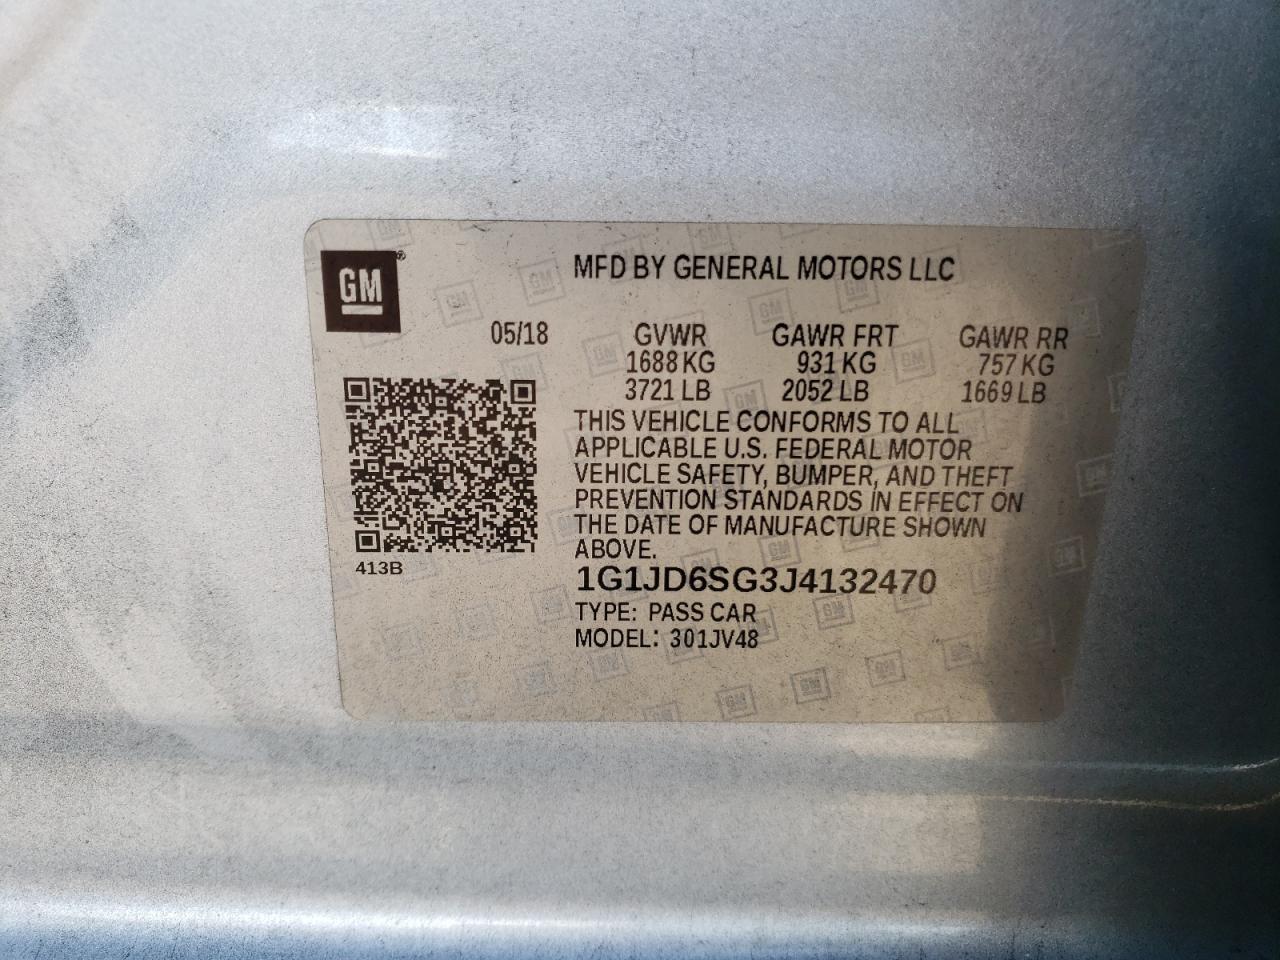 GM
MFD BY GENERAL MOTORS LLC
05/18 GVWR GAWR FRT GAWR RR
1688 KG 931 KG 757 KG
3721 LB 2052 LB 1669 LB
THIS VEHICLE CONFORMS TO ALL
APPLICABLE U.S. FEDERAL MOTOR
VEHICLE SAFETY, BUMPER, AND THEFT
PREVENTION STANDARDS IN EFFECT ON
THE DATE OF MANUFACTURE SHOWN
ABOVE.
413B
1G1JD6SG3J4132470
TYPE: PASS CAR
MODEL: 301JV48